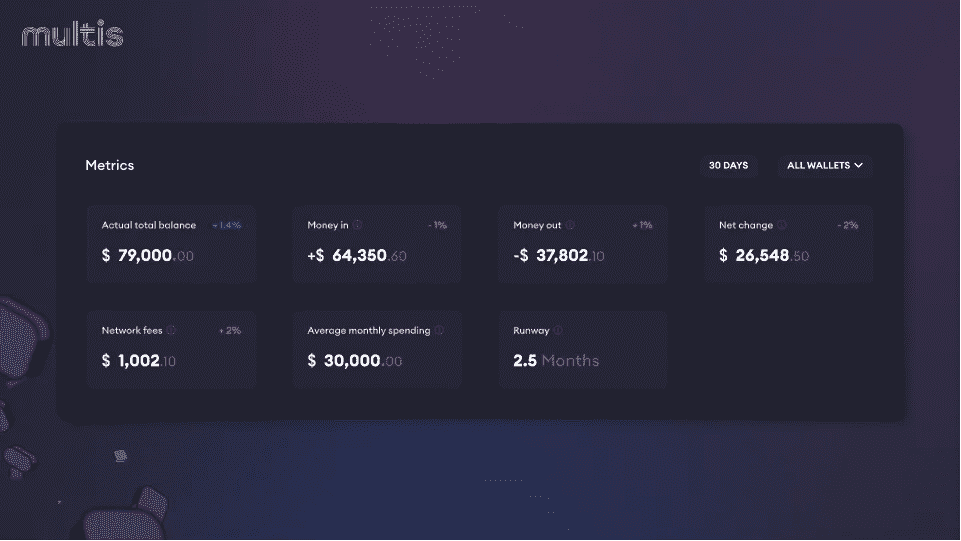 multis
Metrics
30 DAYS
ALL WALLETS
Actual total balance +1.4%
$ 79,000.00
Money in -1%
+$ 64,350.60
Money out +1%
-$ 37,802.10
Net change -2%
$ 26,548.50
Network fees +2%
$ 1,002.10
Average monthly spending
$ 30,000.00
Runway
2.5 Months